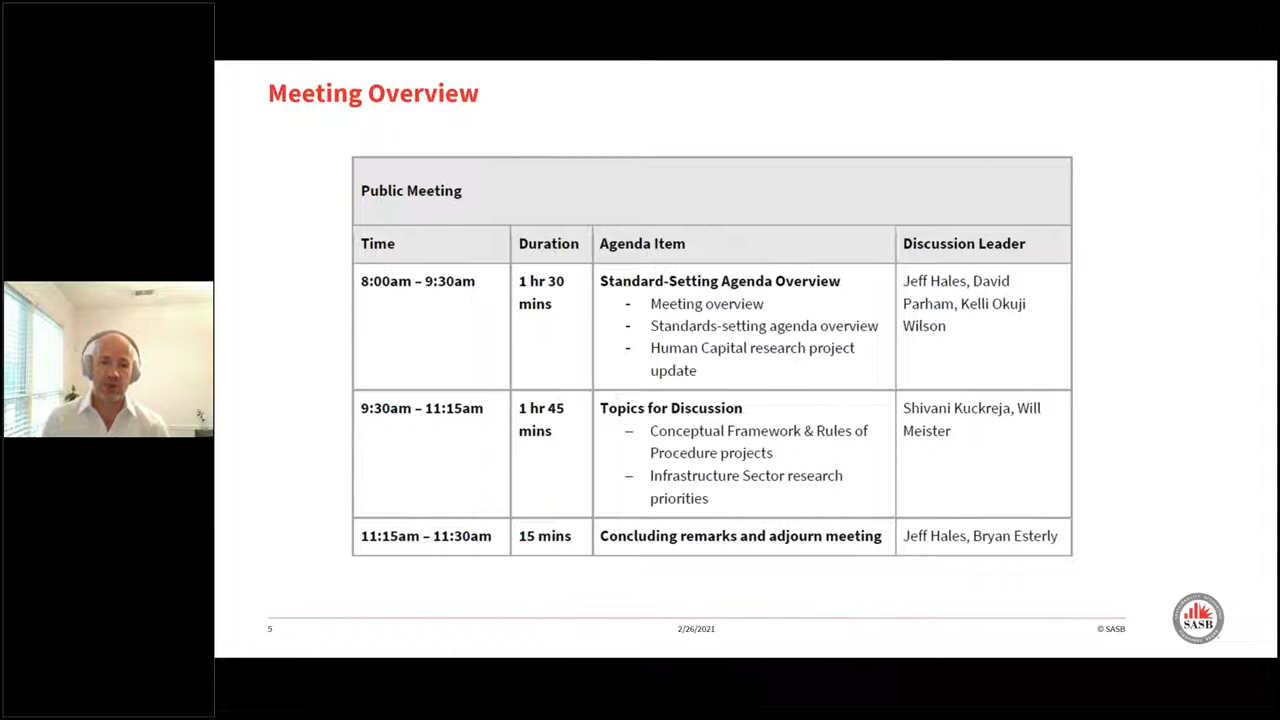 Meeting Overview
Public Meeting
Time
Duration
Agenda Item
Discussion Leader
8:00am – 9:30am
1 hr 30
mins
Standard-Setting Agenda Overview
- Meeting overview
- Standards-setting agenda overview
- Human Capital research project
update
Jeff Hales, David
Parham, Kelli Okuji
Wilson
9:30am – 11:15am
1 hr 45
mins
Topics for Discussion
– Conceptual Framework & Rules of
Procedure projects
– Infrastructure Sector research
priorities
Shivani Kuckreja, Will
Meister
11:15am – 11:30am
15 mins
Concluding remarks and adjourn meeting
Jeff Hales, Bryan Esterly
5
2/26/2021
© SASB
SASB